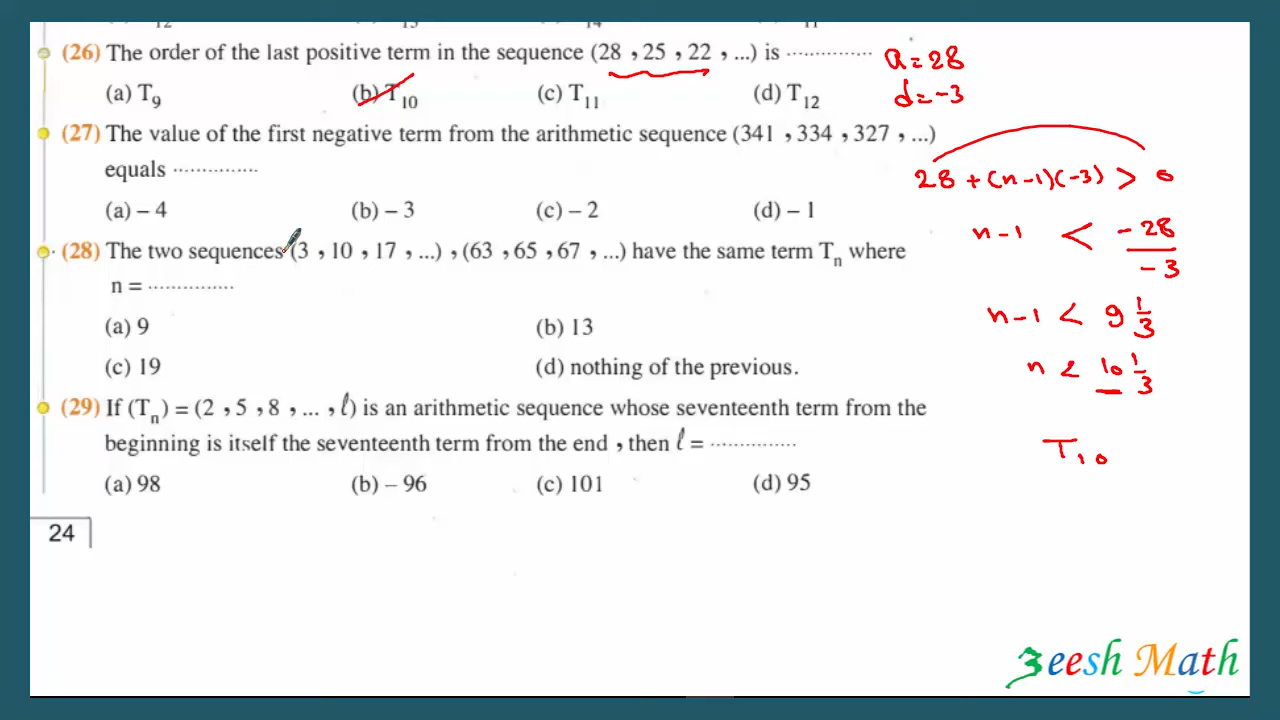 (26) The order of the last positive term in the sequence (28 , 25 , 22 , ...) is ...............
(a) T9 (b) T10 (c) T11 (d) T12
(27) The value of the first negative term from the arithmetic sequence (341 , 334 , 327 , ...)
equals ...............
(a) – 4 (b) – 3 (c) – 2 (d) – 1
(28) The two sequences (3 , 10 , 17 , ...) , (63 , 65 , 67 , ...) have the same term Tn where
n = ...............
(a) 9 (b) 13
(c) 19 (d) nothing of the previous.
(29) If (Tn) = (2 , 5 , 8 , ... , ℓ) is an arithmetic sequence whose seventeenth term from the
beginning is itself the seventeenth term from the end , then ℓ = ...............
(a) 98 (b) – 96 (c) 101 (d) 95
24
a = 28
d = -3
28 + (n-1)(-3) > 0
n-1 < -28/-3
n-1 < 9 1/3
n < 10 1/3
T10
3eesh Math